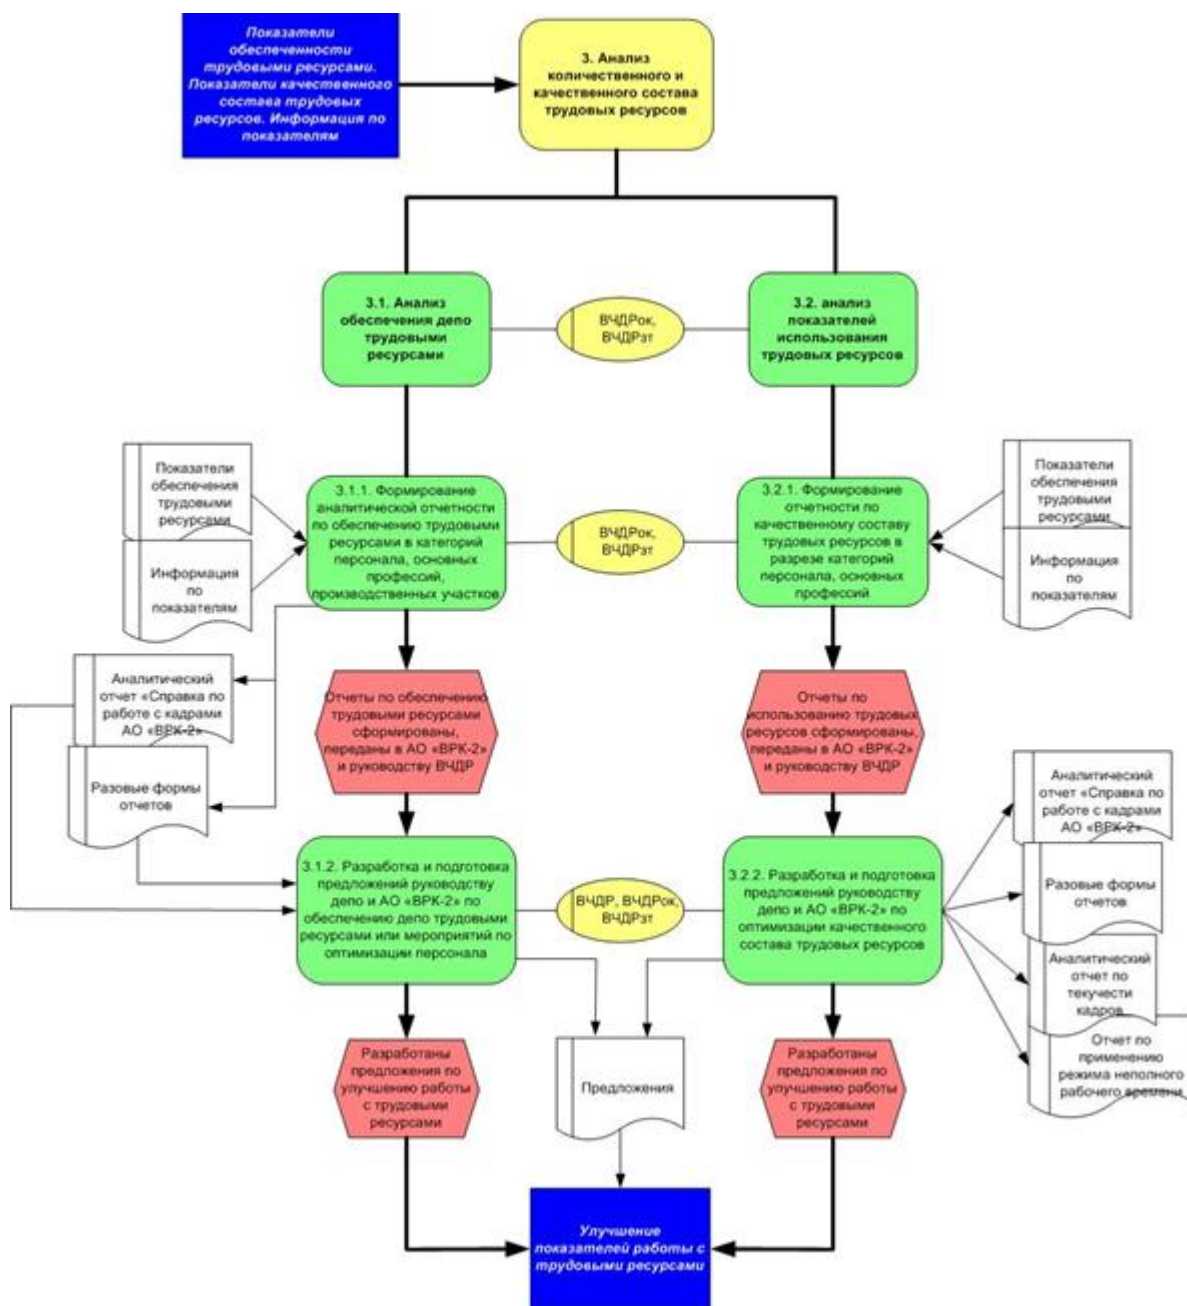 Показатели
обеспеченности
трудовыми ресурсами.
Показатели качественного
состава трудовых
ресурсов. Информация по
показателям
3. Анализ
количественного и
качественного состава
трудовых ресурсов
3.1. Анализ
обеспечения депо
трудовыми
ресурсами
ВЧДРок,
ВЧДРзт
3.2. анализ
показателей
использования
трудовых ресурсов
Показатели
обеспечения
трудовыми
ресурсами
Информация
по
показателям
3.1.1. Формирование
аналитической отчетности
по обеспечению трудовыми
ресурсами в категорий
персонала, основных
профессий,
производственных участков
ВЧДРок,
ВЧДРзт
3.2.1. Формирование
отчетности по
качественному составу
трудовых ресурсов в
разрезе категорий
персонала, основных
профессий
Показатели
обеспечения
трудовыми
ресурсами
Информация
по
показателям
Аналитический
отчет «Справка по
работе с кадрами
АО «ВРК-2»
Разовые формы
отчетов
Отчеты по обеспечению
трудовыми ресурсами
сформированы,
переданы в АО «ВРК-2»
и руководству ВЧДР
Отчеты по
использованию трудовых
ресурсов сформированы,
переданы в АО «ВРК-2»
и руководству ВЧДР
3.1.2. Разработка и подготовка
предложений руководству
депо и АО «ВРК-2» по
обеспечению депо трудовыми
ресурсами или мероприятий по
оптимизации персонала
ВЧДР, ВЧДРок,
ВЧДРзт
3.2.2. Разработка и подготовка
предложений руководству
депо и АО «ВРК-2» по
оптимизации качественного
состава трудовых ресурсов
Аналитический
отчет «Справка по
работе с кадрами
АО «ВРК-2»
Разовые формы
отчетов
Аналитический
отчет по
текучести
кадров
Отчет по
применению
режима неполного
рабочего времени
Разработаны
предложения по
улучшению работы
с трудовыми
ресурсами
Предложения
Разработаны
предложения по
улучшению работы
с трудовыми
ресурсами
Улучшение
показателей работы с
трудовыми ресурсами